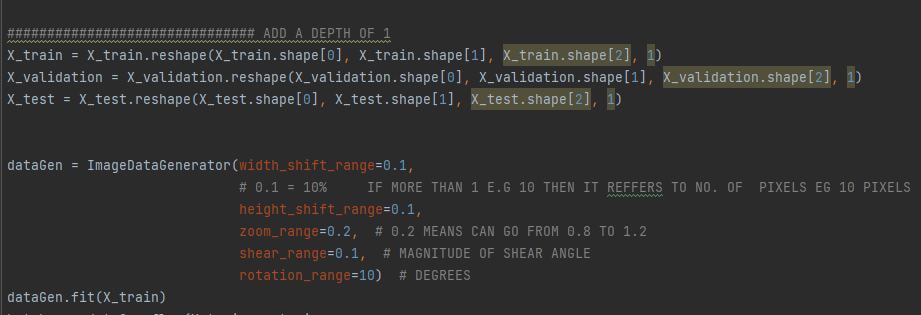 ############################### ADD A DEPTH OF 1
X_train = X_train.reshape(X_train.shape[0], X_train.shape[1], X_train.shape[2], 1)
X_validation = X_validation.reshape(X_validation.shape[0], X_validation.shape[1], X_validation.shape[2], 1)
X_test = X_test.reshape(X_test.shape[0], X_test.shape[1], X_test.shape[2], 1)
dataGen = ImageDataGenerator(width_shift_range=0.1,
# 0.1 = 10%     IF MORE THAN 1 E.G 10 THEN IT REFFERS TO NO. OF  PIXELS EG 10 PIXELS
height_shift_range=0.1,
zoom_range=0.2,  # 0.2 MEANS CAN GO FROM 0.8 TO 1.2
shear_range=0.1,  # MAGNITUDE OF SHEAR ANGLE
rotation_range=10)  # DEGREES
dataGen.fit(X_train)